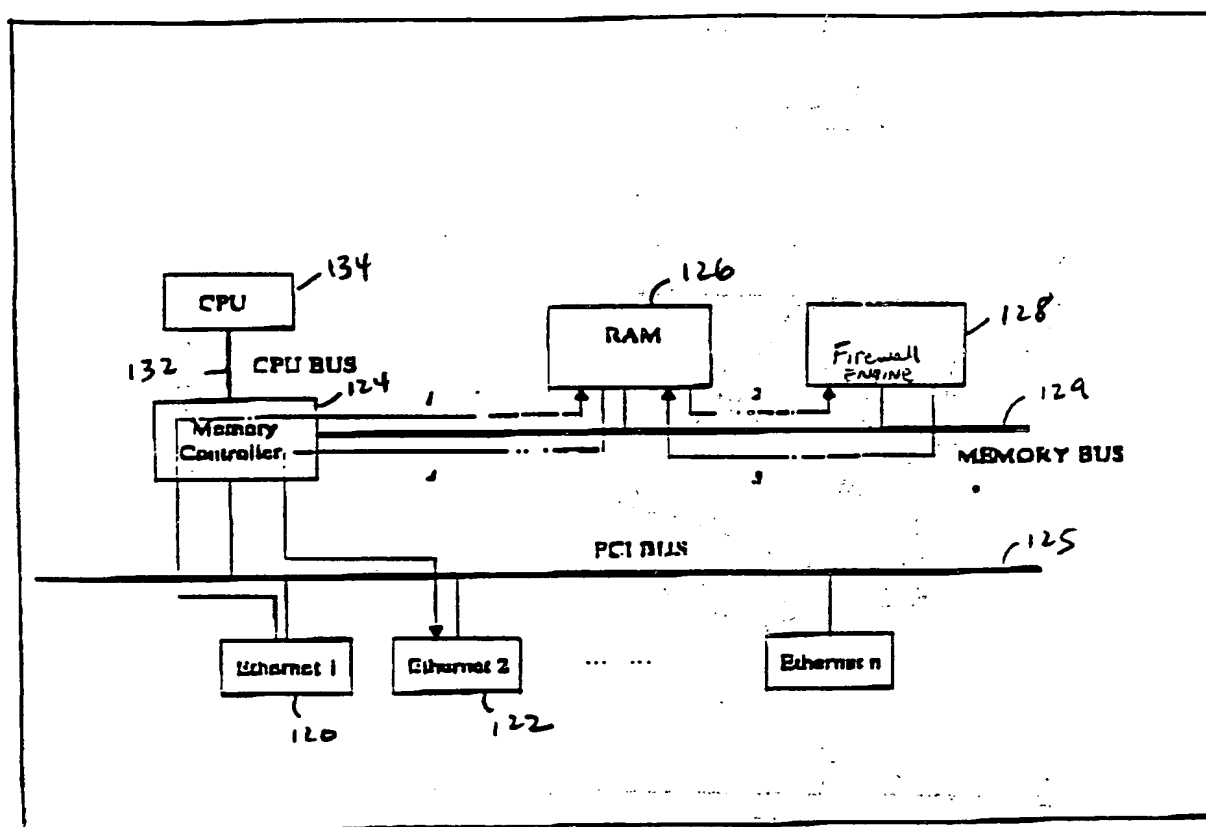 134
CPU
126
RAM
128
Firewall
ENGINE
132
CPU BUS
124
1
2
129
Memory
Controller
MEMORY BUS
3
PCI BUS
125
Ethernet 1
Ethernet 2
... ...
Ethernet n
120
122